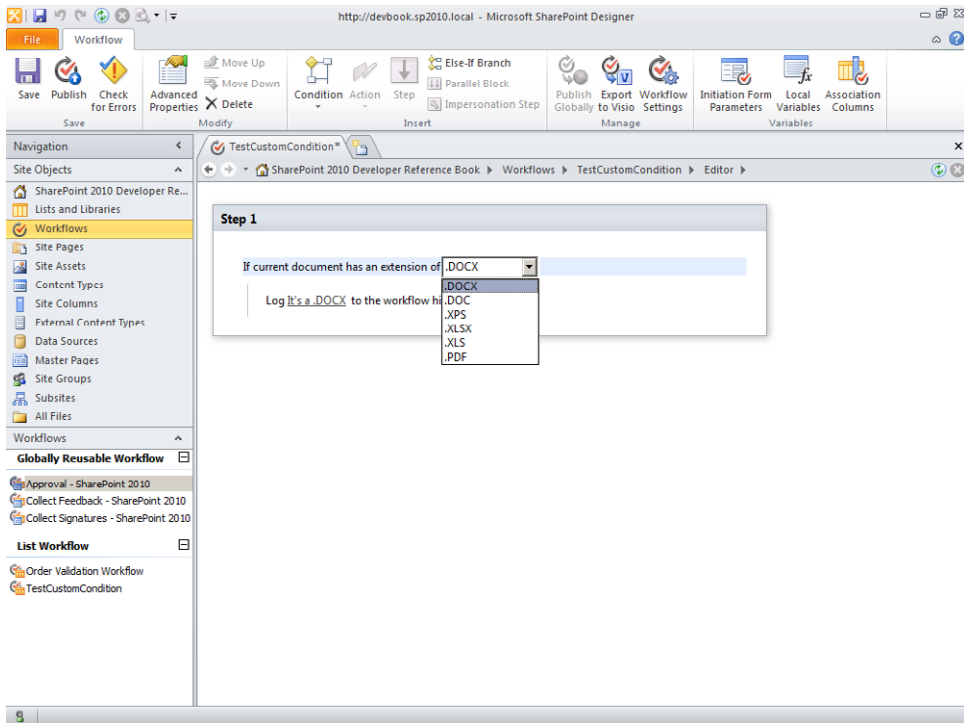 http://devbook.sp2010.local - Microsoft SharePoint Designer
File Workflow
Save Publish Check for Errors Advanced Properties Move Up Move Down Delete Condition Action Step Else-If Branch Parallel Block Impersonation Step Publish Globally Export to Visio Workflow Settings Initiation Form Parameters Local Variables Association Columns
Save Modify Insert Manage Variables
Navigation
TestCustomCondition*
Site Objects
SharePoint 2010 Developer Reference Book Workflows TestCustomCondition Editor
SharePoint 2010 Developer Re...
Lists and Libraries
Workflows
Site Pages
Site Assets
Content Types
Site Columns
External Content Types
Data Sources
Master Pages
Site Groups
Subsites
All Files
Workflows
Globally Reusable Workflow
Approval - SharePoint 2010
Collect Feedback - SharePoint 2010
Collect Signatures - SharePoint 2010
List Workflow
Order Validation Workflow
TestCustomCondition
Step 1
If current document has an extension of .DOCX
Log It's a .DOCX to the workflow hi
.DOCX
.DOC
.XPS
.XLSX
.XLS
.PDF